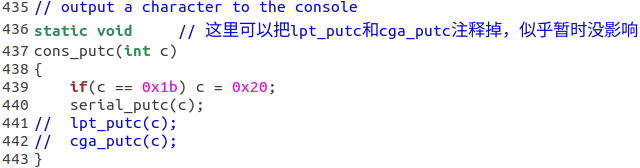 435 // output a character to the console
436 static void     // 这里可以把lpt_putc和cga_putc注释掉，似乎暂时没影响
437 cons_putc(int c)
438 {
439     if(c == 0x1b) c = 0x20;
440     serial_putc(c);
441 //  lpt_putc(c);
442 //  cga_putc(c);
443 }